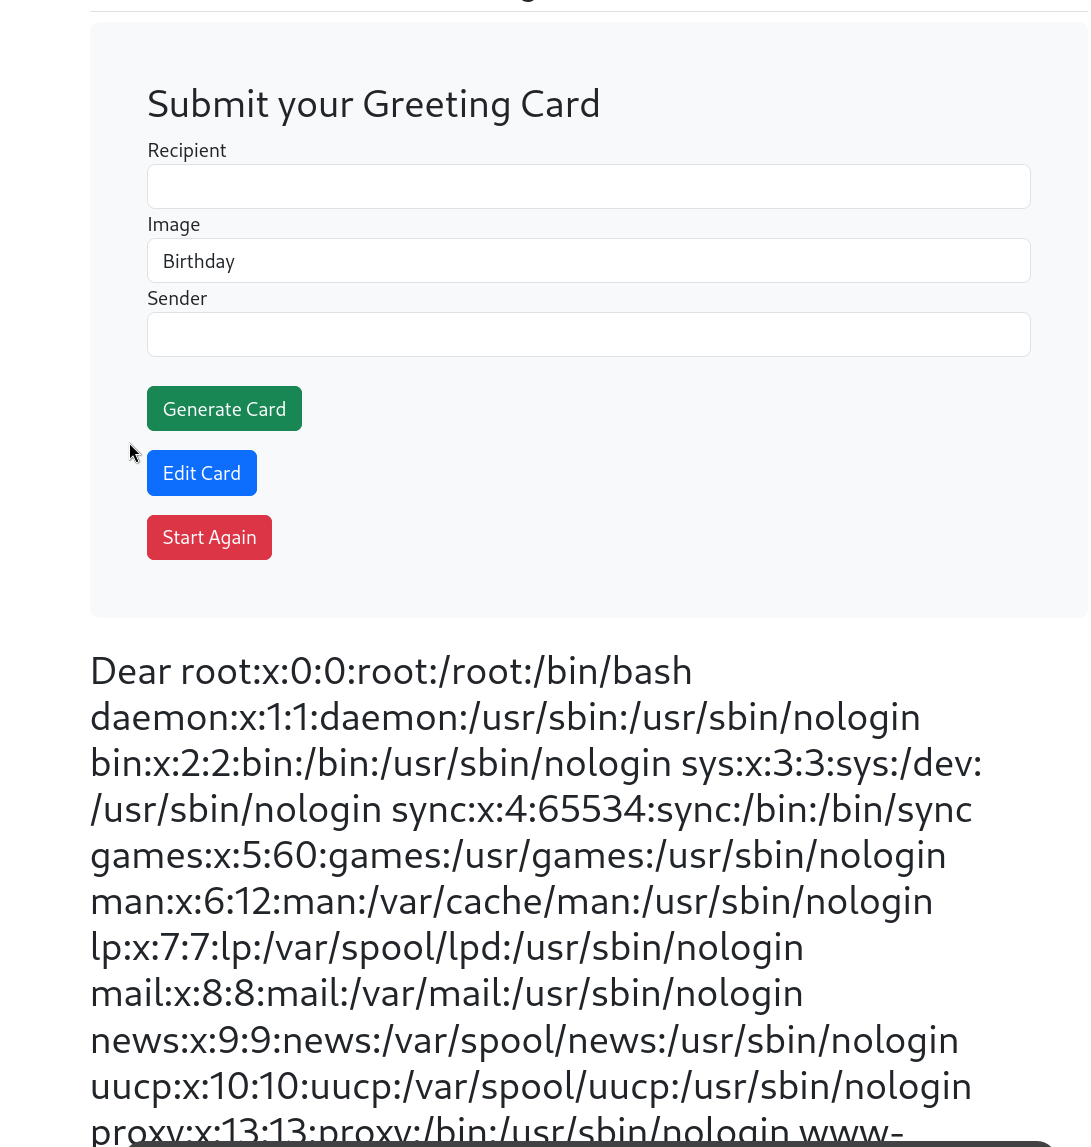 Submit your Greeting Card
Recipient
Image
Birthday
Sender
Generate Card
Edit Card
Start Again
Dear root:x:0:0:root:/root:/bin/bash
daemon:x:1:1:daemon:/usr/sbin:/usr/sbin/nologin
bin:x:2:2:bin:/bin:/usr/sbin/nologin sys:x:3:3:sys:/dev:
/usr/sbin/nologin sync:x:4:65534:sync:/bin:/bin/sync
games:x:5:60:games:/usr/games:/usr/sbin/nologin
man:x:6:12:man:/var/cache/man:/usr/sbin/nologin
lp:x:7:7:lp:/var/spool/lpd:/usr/sbin/nologin
mail:x:8:8:mail:/var/mail:/usr/sbin/nologin
news:x:9:9:news:/var/spool/news:/usr/sbin/nologin
uucp:x:10:10:uucp:/var/spool/uucp:/usr/sbin/nologin
proxy:x:13:13:proxy:/bin:/usr/sbin/nologin www-